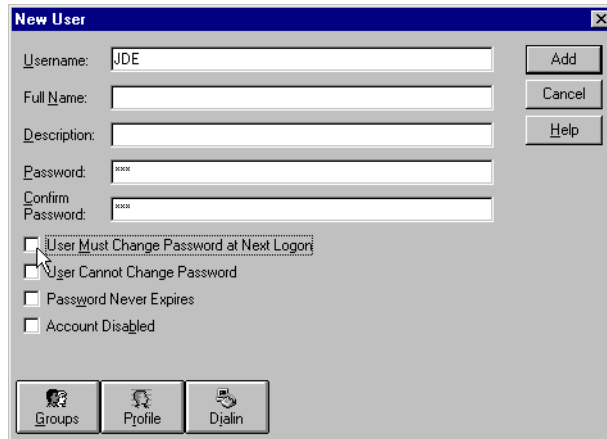 New User
Username: JDE
Add
Full Name:
Cancel
Description:
Help
Password: ***
Confirm
Password: ***
User Must Change Password at Next Logon
User Cannot Change Password
Password Never Expires
Account Disabled
Groups
Profile
Dialin